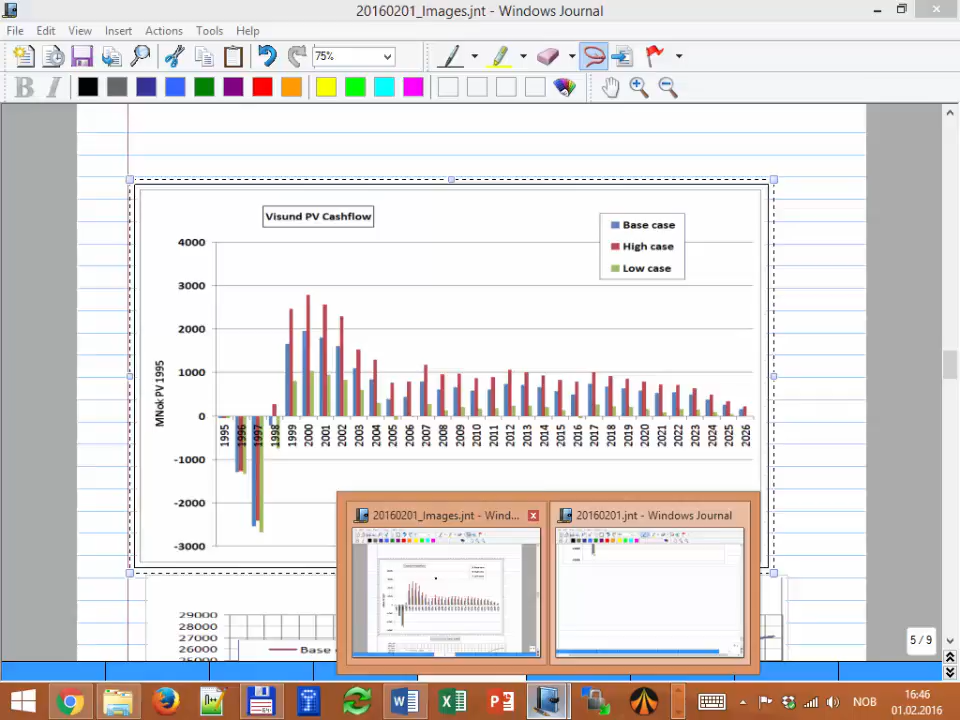 20160201_Images.jnt - Windows Journal
File Edit View Insert Actions Tools Help
75%
B I
Visund PV Cashflow
Base case
High case
Low case
4000
3000
2000
1000
0
-1000
-2000
-3000
MNok PV 1995
1995 1996 1997 1998 1999 2000 2001 2002 2003 2004 2005 2006 2007 2008 2009 2010 2011 2012 2013 2014 2015 2016 2017 2018 2019 2020 2021 2022 2023 2024 2025 2026
20160201_Images.jnt - Wind...
20160201.jnt - Windows Journal
29000
28000
27000
26000
25000
Base
5 / 9
NOB
16:46
01.02.2016